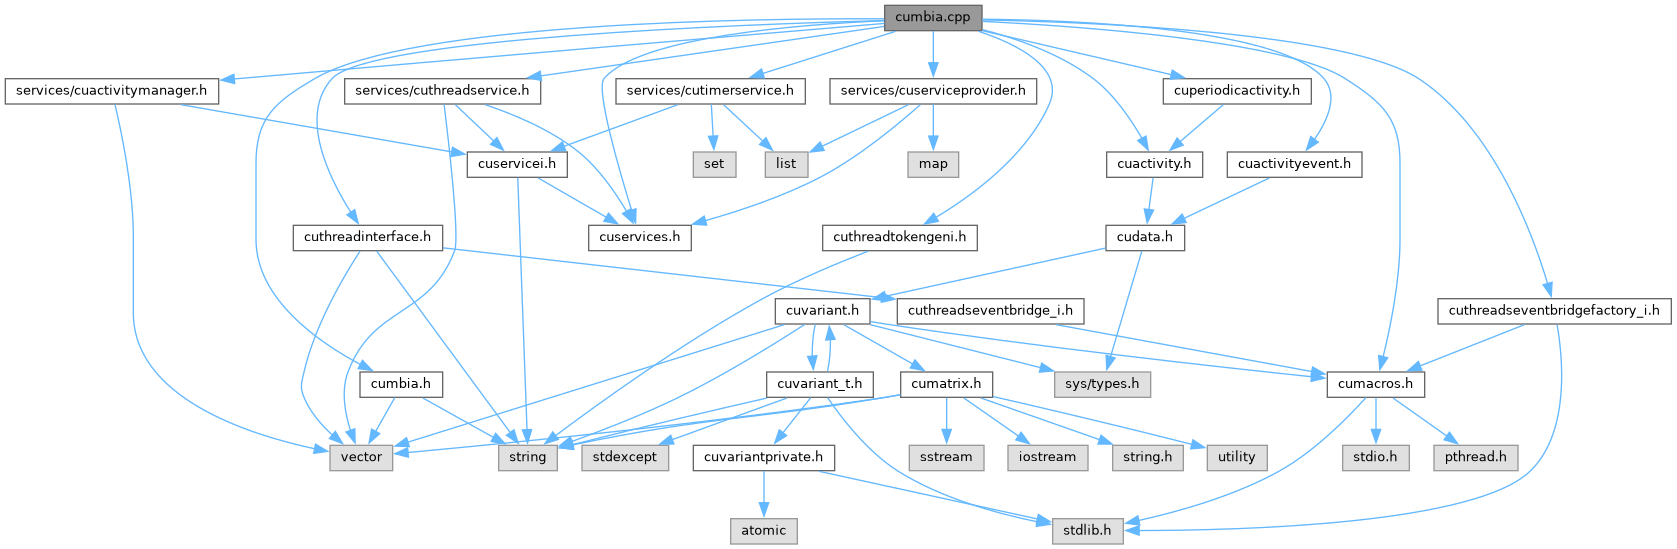 cumbia.cpp
services/cuactivitymanager.h
services/cuthreadservice.h
services/cutimerservice.h
services/cuserviceprovider.h
cuperiodicactivity.h
cuservicei.h
set
list
map
cuactivity.h
cuactivityevent.h
cuthreadinterface.h
cuservices.h
cuthreadtokengeni.h
cudata.h
cuvariant.h
cuthreadseventbridge_i.h
cuthreadseventbridgefactory_i.h
cumbia.h
cuvariant_t.h
cumatrix.h
sys/types.h
cumacros.h
vector
string
stdexcept
cuvariantprivate.h
sstream
iostream
string.h
utility
stdio.h
pthread.h
atomic
stdlib.h